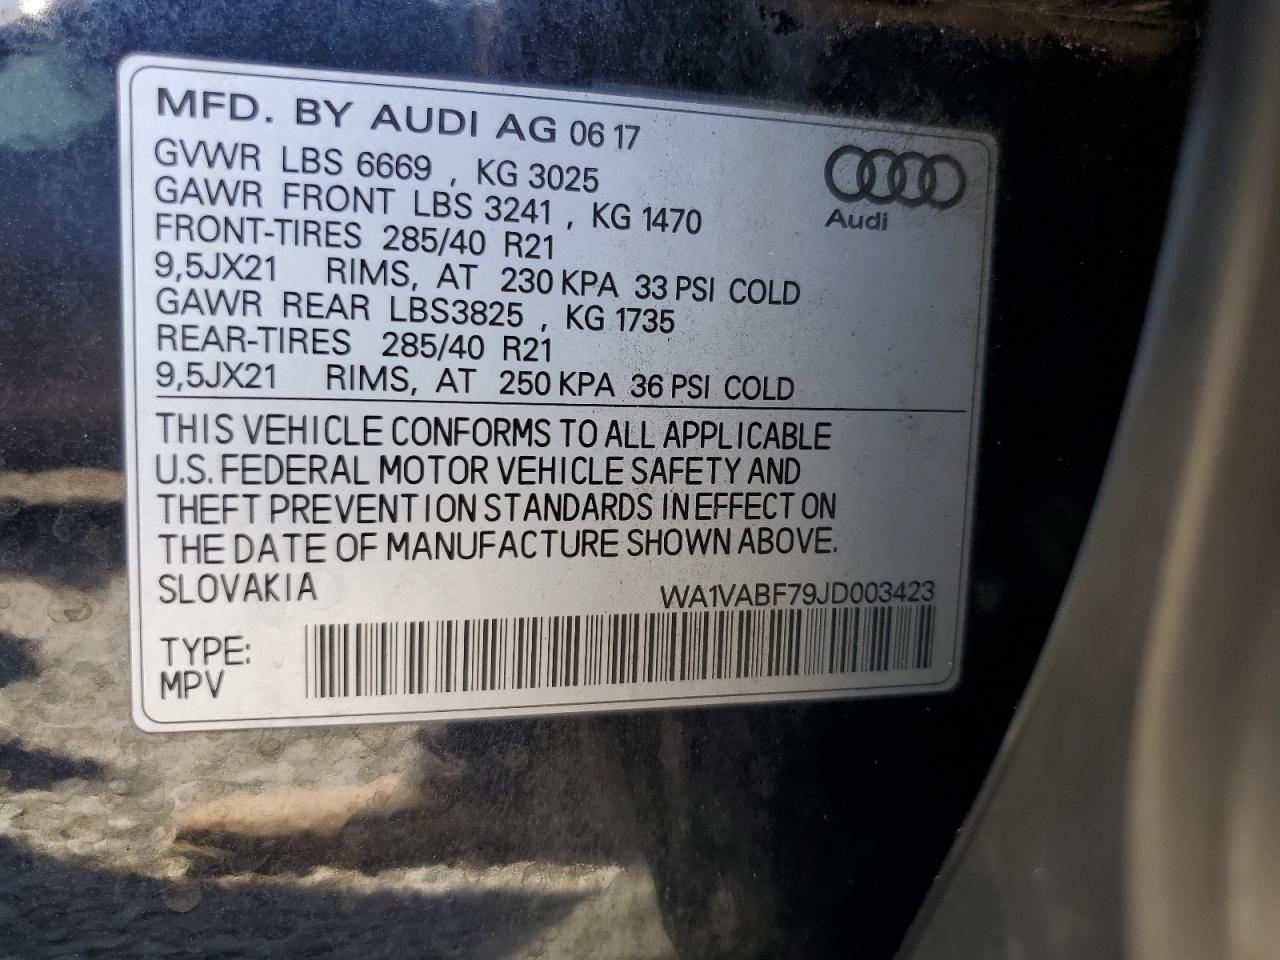 MFD. BY AUDI AG 06 17
GVWR LBS 6669 , KG 3025
GAWR FRONT LBS 3241 , KG 1470
FRONT-TIRES 285/40 R21
9,5JX21 RIMS, AT 230 KPA 33 PSI COLD
GAWR REAR LBS3825 , KG 1735
REAR-TIRES 285/40 R21
9,5JX21 RIMS, AT 250 KPA 36 PSI COLD
Audi
THIS VEHICLE CONFORMS TO ALL APPLICABLE
U.S. FEDERAL MOTOR VEHICLE SAFETY AND
THEFT PREVENTION STANDARDS IN EFFECT ON
THE DATE OF MANUFACTURE SHOWN ABOVE.
SLOVAKIA WA1VABF79JD003423
TYPE:
MPV